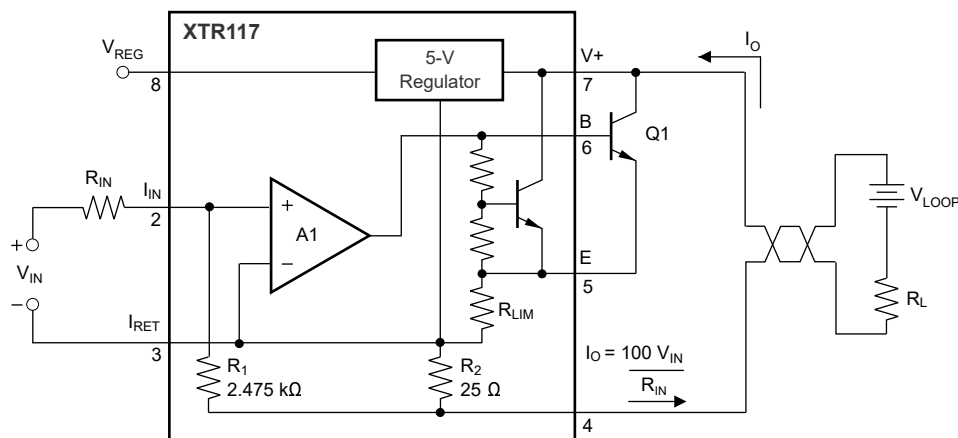 XTR117
V_REG
8
5-V
Regulator
V+
7
I_O
B
6
Q1
R_IN
I_IN
2
+
A1
−
+
V_IN
−
E
5
V_LOOP
R_L
R_LIM
I_RET
3
R_1
2.475 kΩ
R_2
25 Ω
I_O = 100 V_IN
R_IN
4